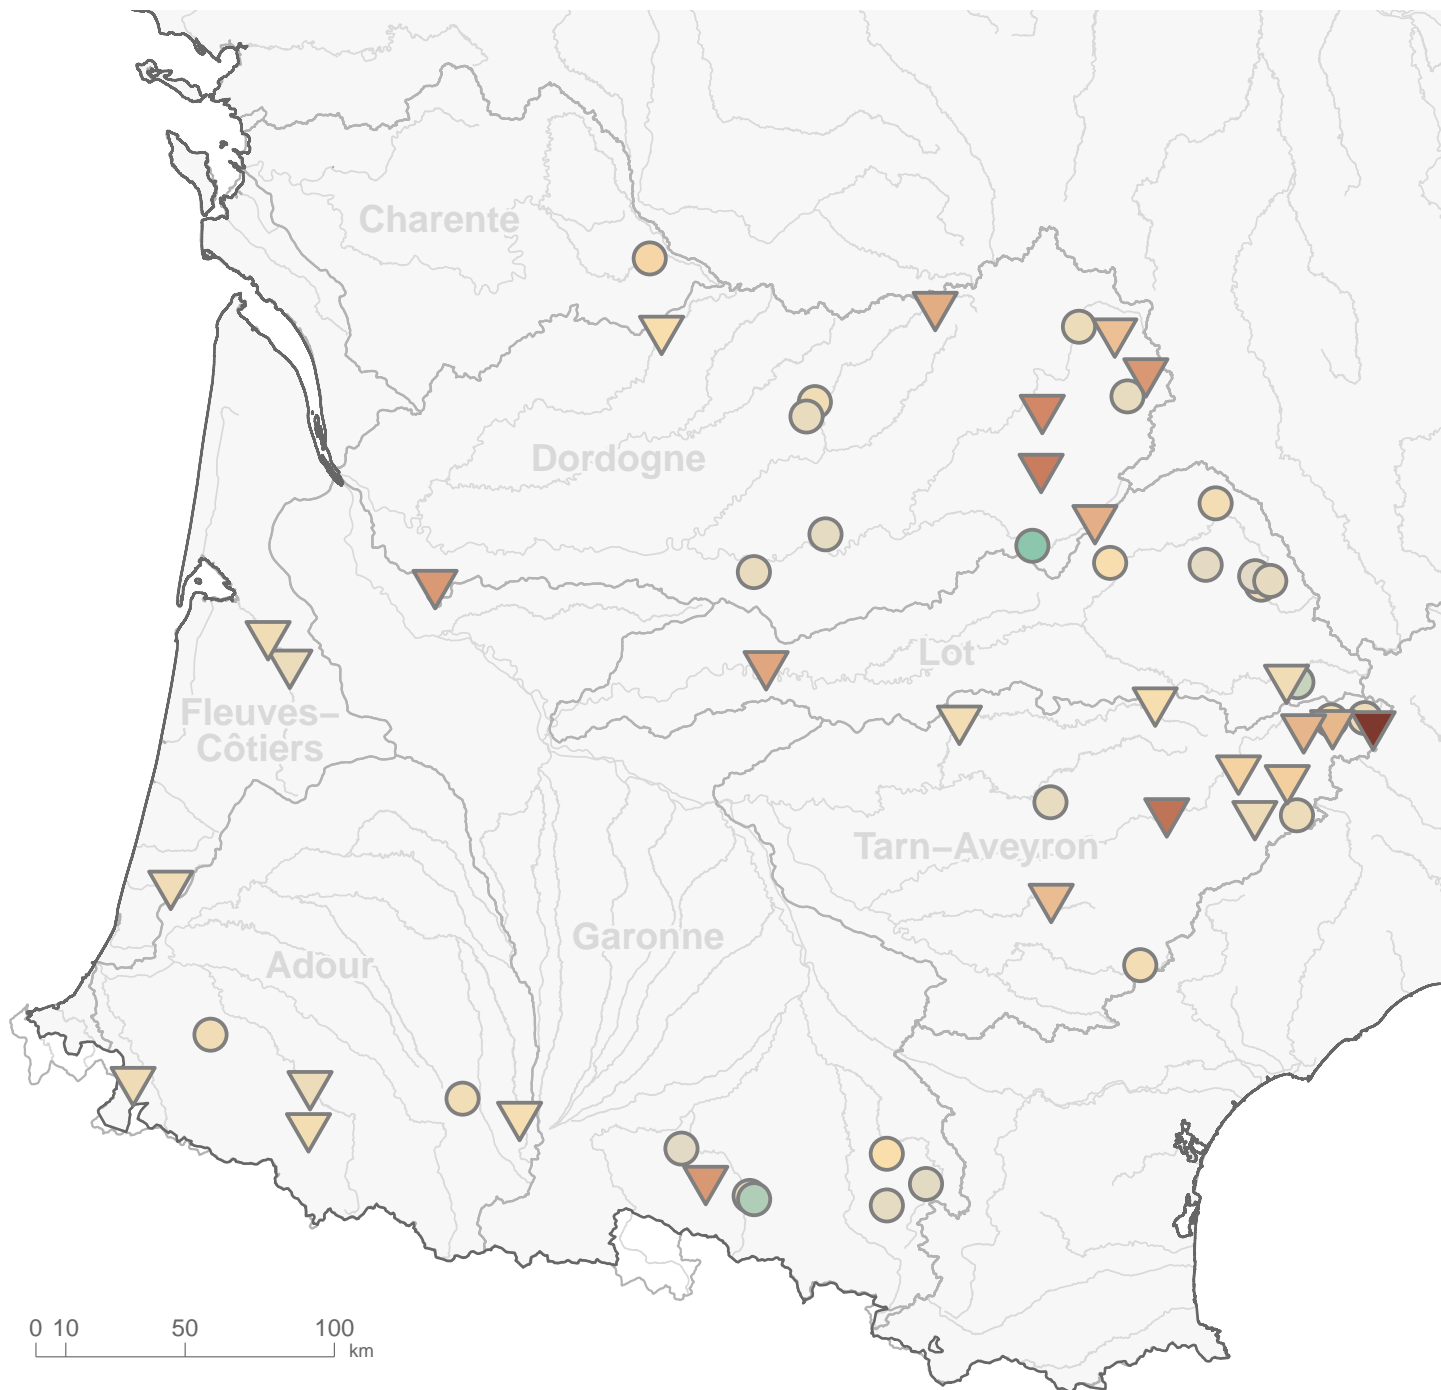 Charente
Dordogne
Lot
Fleuves–
Côtiers
Tarn–Aveyron
Garonne
Adour
0 10 50 100
km